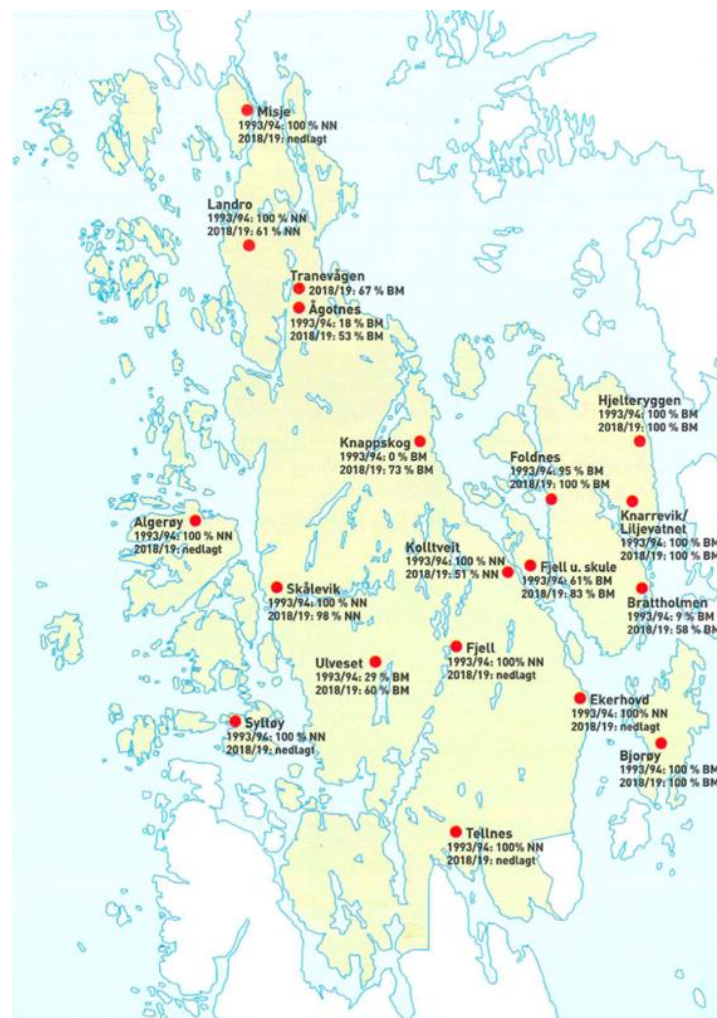 Misje
1993/94: 100 % NN
2018/19: nedlagt
Landro
1993/94: 100 % NN
2018/19: 61 % NN
Tranevågen
2018/19: 67 % BM
Ågotnes
1993/94: 18 % BM
2018/19: 53 % BM
Hjelteryggen
1993/94: 100 % BM
2018/19: 100 % BM
Knappskog
1993/94: 0 % BM
2018/19: 73 % BM
Foldnes
1993/94: 95 % BM
2018/19: 100 % BM
Knarrevik/
Liljevatnet
1993/94: 100 % BM
2018/19: 100 % BM
Algerøy
1993/94: 100 % NN
2018/19: nedlagt
Kolltveit
1993/94: 100 % NN
2018/19: 51 % NN
Fjell u. skule
1993/94: 61% BM
2018/19: 83 % BM
Skålevik
1993/94: 100 % NN
2018/19: 98 % NN
Brattholmen
1993/94: 9 % BM
2018/19: 58 % BM
Fjell
1993/94: 100% NN
2018/19: nedlagt
Ulveset
1993/94: 29 % BM
2018/19: 60 % BM
Ekerhovd
1993/94: 100% NN
2018/19: nedlagt
Syltøy
1993/94: 100 % NN
2018/19: nedlagt
Bjorøy
1993/94: 100 % BM
2018/19: 100 % BM
Tellnes
1993/94: 100% NN
2018/19: nedlagt